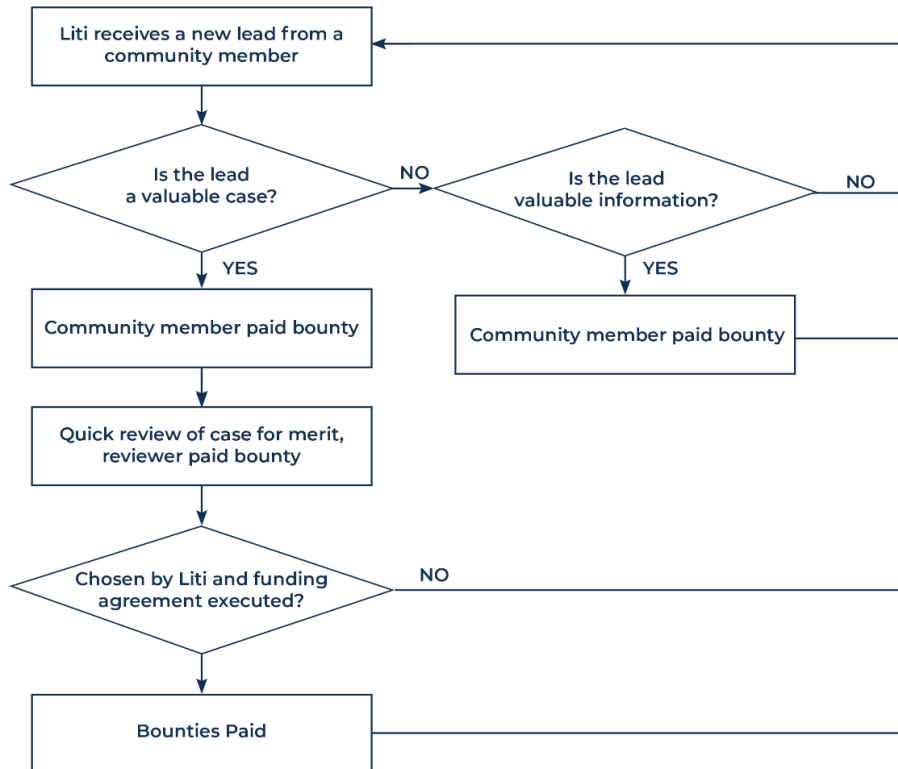 Liti receives a new lead from a
community member
Is the lead
a valuable case?
NO
Is the lead
valuable information?
NO
YES
YES
Community member paid bounty
Community member paid bounty
Quick review of case for merit,
reviewer paid bounty
Chosen by Liti and funding
agreement executed?
NO
Bounties Paid